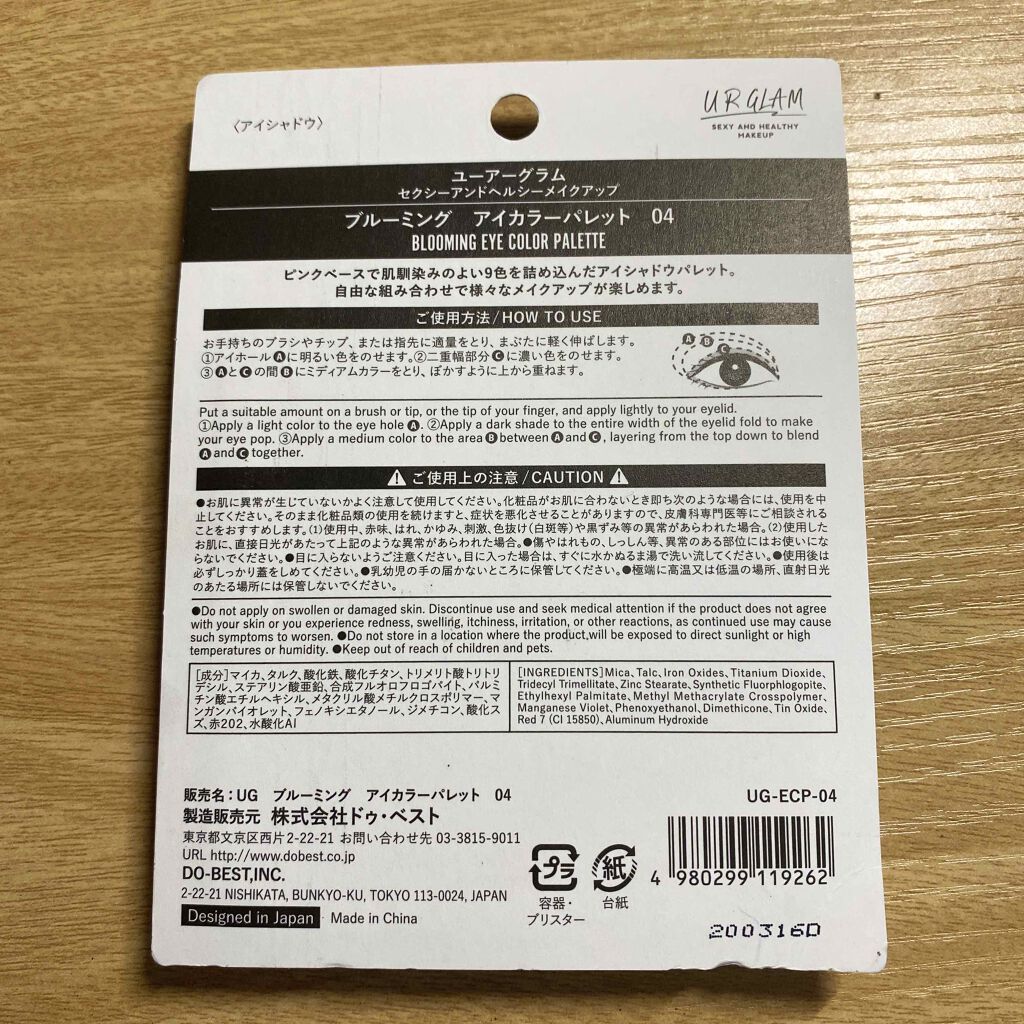 〈アイシャドウ〉
UR GLAM
SEXY AND HEALTHY
MAKEUP
ユーアーグラム
セクシーアンドヘルシーメイクアップ
ブルーミング　アイカラーパレット　04
BLOOMING EYE COLOR PALETTE
ピンクベースで肌馴染みのよい9色を詰め込んだアイシャドウパレット。
自由な組み合わせで様々なメイクアップが楽しめます。
ご使用方法/HOW TO USE
お手持ちのブラシやチップ、または指先に適量をとり、まぶたに軽く伸ばします。
①アイホールAに明るい色をのせます。②二重幅部分Cに濃い色をのせます。
③AとCの間Bにミディアムカラーをとり、ぼかすように上から重ねます。
A B C
Put a suitable amount on a brush or tip, or the tip of your finger, and apply lightly to your eyelid.
①Apply a light color to the eye hole A. ②Apply a dark shade to the entire width of the eyelid fold to make
your eye pop. ③Apply a medium color to the area B between A and C, layering from the top down to blend
A and C together.
⚠ ご使用上の注意/CAUTION ⚠
●お肌に異常が生じていないかよく注意して使用してください。化粧品がお肌に合わないとき即ち次のような場合には、使用を中
止してください。そのまま化粧品類の使用を続けますと、症状を悪化させることがありますので、皮膚科専門医等にご相談される
ことをおすすめします。(1)使用中、赤味、はれ、かゆみ、刺激、色抜け(白斑等)や黒ずみ等の異常があらわれた場合。(2)使用した
お肌に、直接日光があたって上記のような異常があらわれた場合。●傷やはれもの、しっしん等、異常のある部位にはお使いにな
らないでください。●目に入らないようご注意ください。目に入った場合は、すぐに水かぬるま湯で洗い流してください。●使用後は
必ずしっかり蓋をしめてください。●乳幼児の手の届かないところに保管してください。●極端に高温又は低温の場所、直射日光
のあたる場所には保管しないでください。
●Do not apply on swollen or damaged skin. Discontinue use and seek medical attention if the product does not agree
with your skin or you experience redness, swelling, itchiness, irritation, or other reactions, as continued use may cause
such symptoms to worsen. ●Do not store in a location where the product,will be exposed to direct sunlight or high
temperatures or humidity. ●Keep out of reach of children and pets.
[成分]マイカ、タルク、酸化鉄、酸化チタン、トリメリト酸トリトリ
デシル、ステアリン酸亜鉛、合成フルオロフロゴパイト、パルミ
チン酸エチルヘキシル、メタクリル酸メチルクロスポリマー、マ
ンガンバイオレット、フェノキシエタノール、ジメチコン、酸化ス
ズ、赤202、水酸化Al
[INGREDIENTS]Mica, Talc, Iron Oxides, Titanium Dioxide,
Tridecyl Trimellitate, Zinc Stearate, Synthetic Fluorphlogopite,
Ethylhexyl Palmitate, Methyl Methacrylate Crosspolymer,
Manganese Violet, Phenoxyethanol, Dimethicone, Tin Oxide,
Red 7 (CI 15850), Aluminum Hydroxide
販売名：UG　ブルーミング　アイカラーパレット　04
UG-ECP-04
製造販売元 株式会社ドゥ・ベスト
東京都文京区西片2-22-21 お問い合わせ先 03-3815-9011
URL http://www.dobest.co.jp
DO-BEST,INC.
2-22-21 NISHIKATA, BUNKYO-KU, TOKYO 113-0024, JAPAN
Designed in Japan Made in China
プラ
容器・
ブリスター
紙
台紙
4 980299 119262
200316D